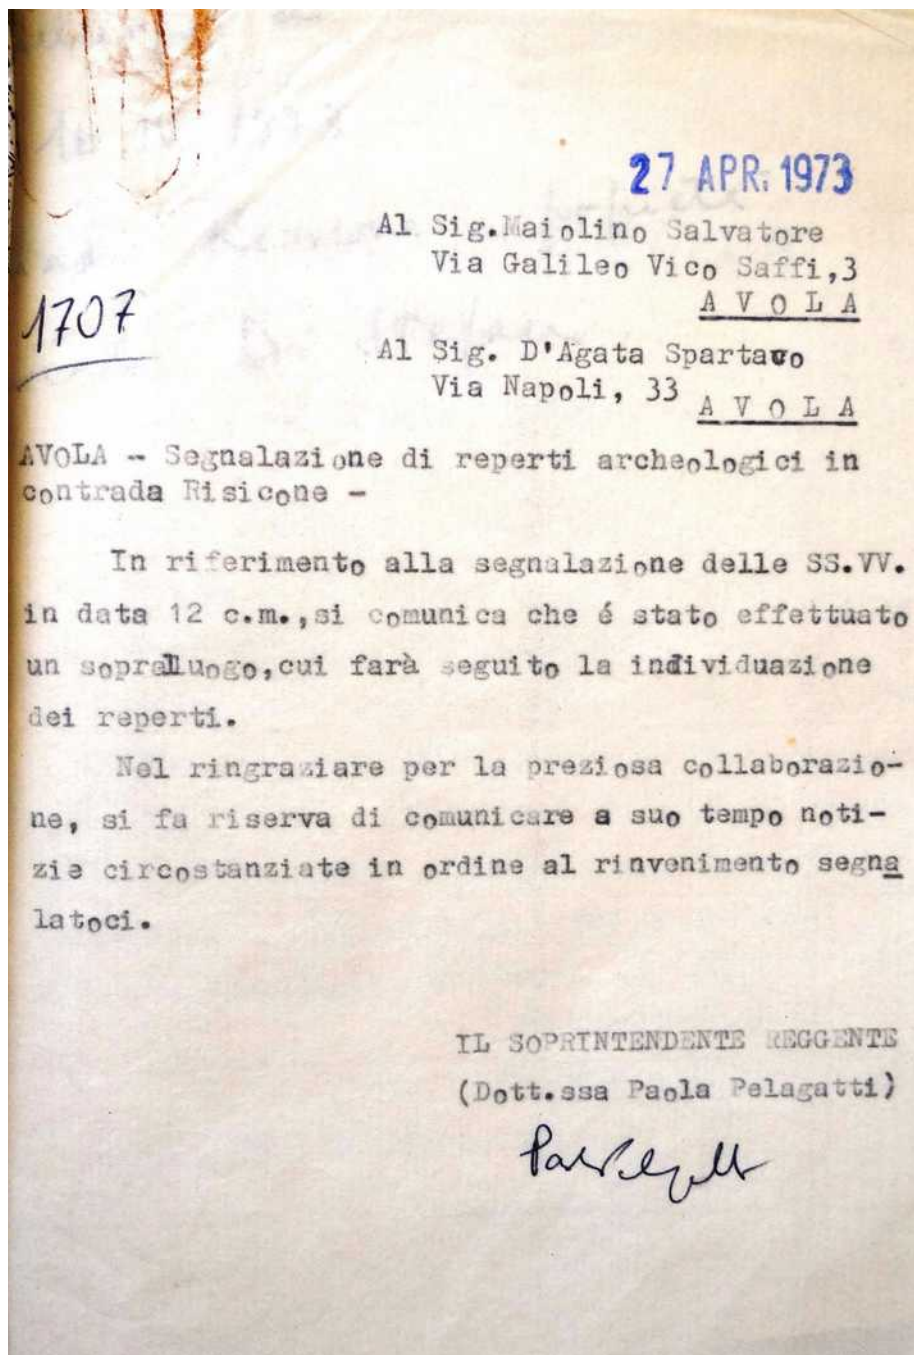 27 APR. 1973
Al Sig.Maiolino Salvatore
Via Galileo Vico Saffi,3
A V O L A
1707
Al Sig. D'Agata Spartavo
Via Napoli, 33
A V O L A
AVOLA - Segnalazione di reperti archeologici in
contrada Risicone -
In riferimento alla segnalazione delle SS.VV.
in data 12 c.m.,si comunica che é stato effettuato
un sopralluogo,cui farà seguito la individuazione
dei reperti.
Nel ringraziare per la preziosa collaborazio-
ne, si fa riserva di comunicare a suo tempo noti-
zie circostanziate in ordine al rinvenimento segna
latoci.
IL SOPRINTENDENTE REGGENTE
(Dott.ssa Paola Pelagatti)